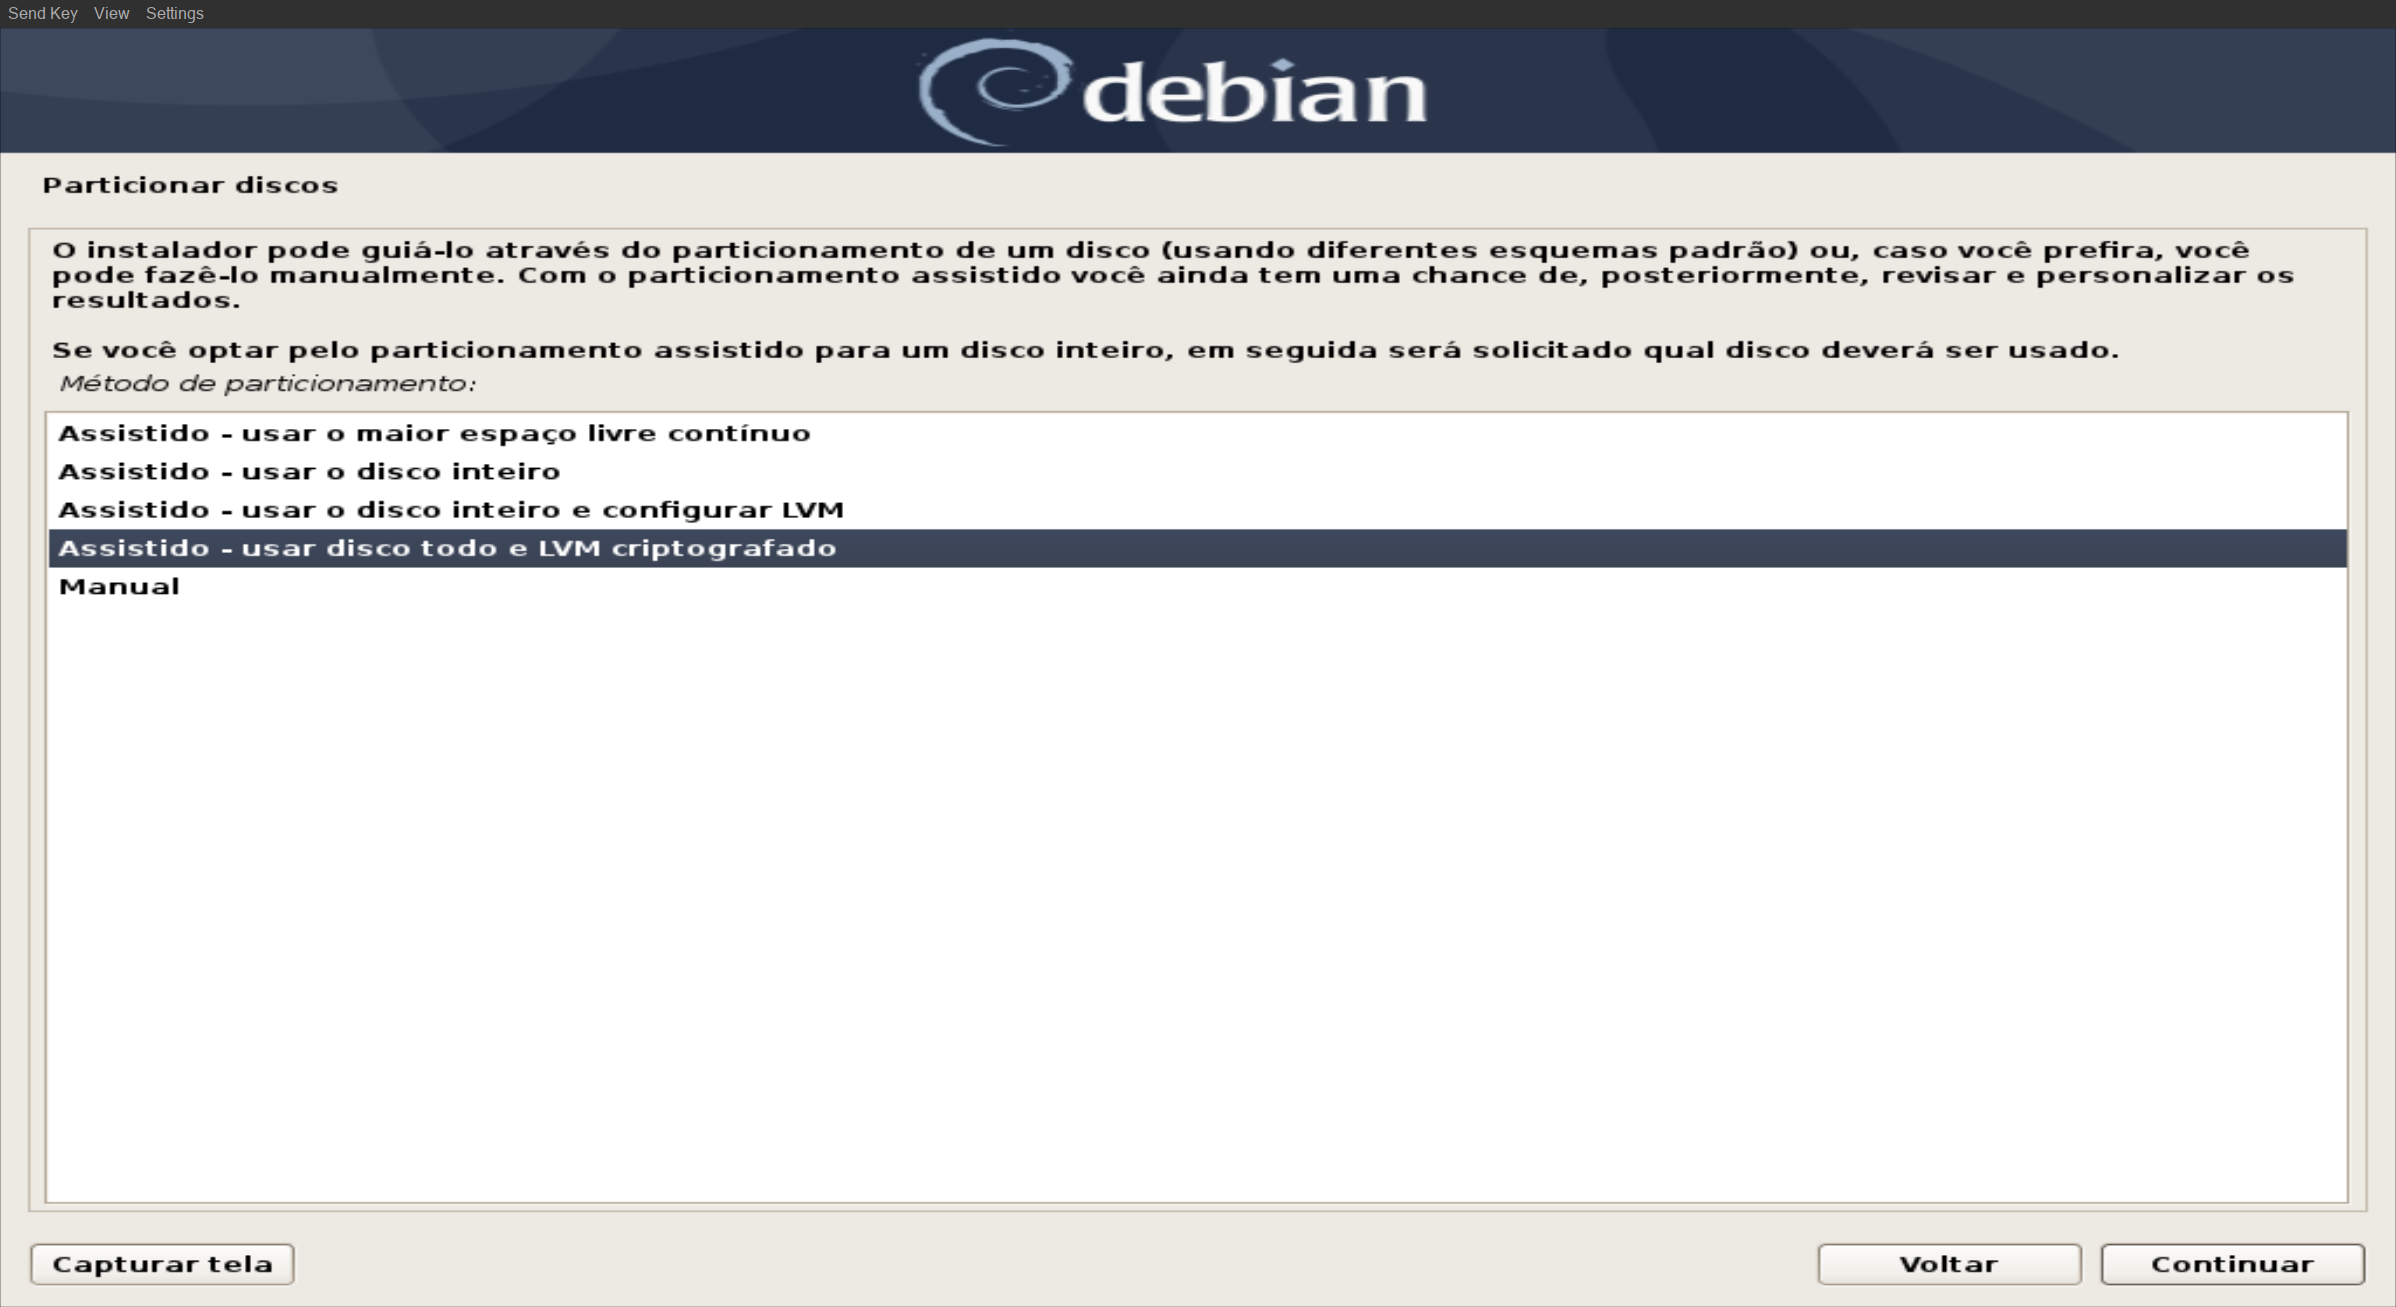 Send Key View Settings
debian
Particionar discos
O instalador pode guiá-lo através do particionamento de um disco (usando diferentes esquemas padrão) ou, caso você prefira, você
pode fazê-lo manualmente. Com o particionamento assistido você ainda tem uma chance de, posteriormente, revisar e personalizar os
resultados.
Se você optar pelo particionamento assistido para um disco inteiro, em seguida será solicitado qual disco deverá ser usado.
Método de particionamento:
Assistido - usar o maior espaço livre contínuo
Assistido - usar o disco inteiro
Assistido - usar o disco inteiro e configurar LVM
Assistido - usar disco todo e LVM criptografado
Manual
Capturar tela Voltar Continuar